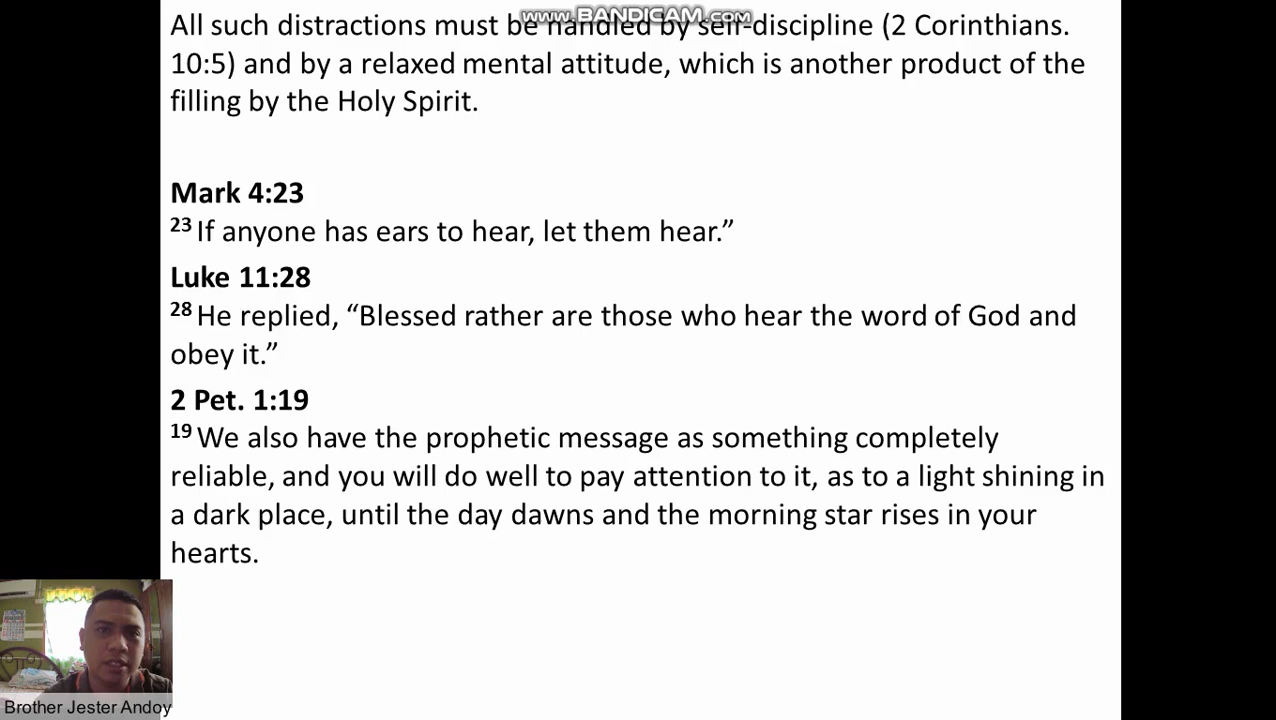 www.BANDICAM.com
All such distractions must be handled by self-discipline (2 Corinthians.
10:5) and by a relaxed mental attitude, which is another product of the
filling by the Holy Spirit.
Mark 4:23
23 If anyone has ears to hear, let them hear.”
Luke 11:28
28 He replied, “Blessed rather are those who hear the word of God and
obey it.”
2 Pet. 1:19
19 We also have the prophetic message as something completely
reliable, and you will do well to pay attention to it, as to a light shining in
a dark place, until the day dawns and the morning star rises in your
hearts.
Brother Jester Andoy